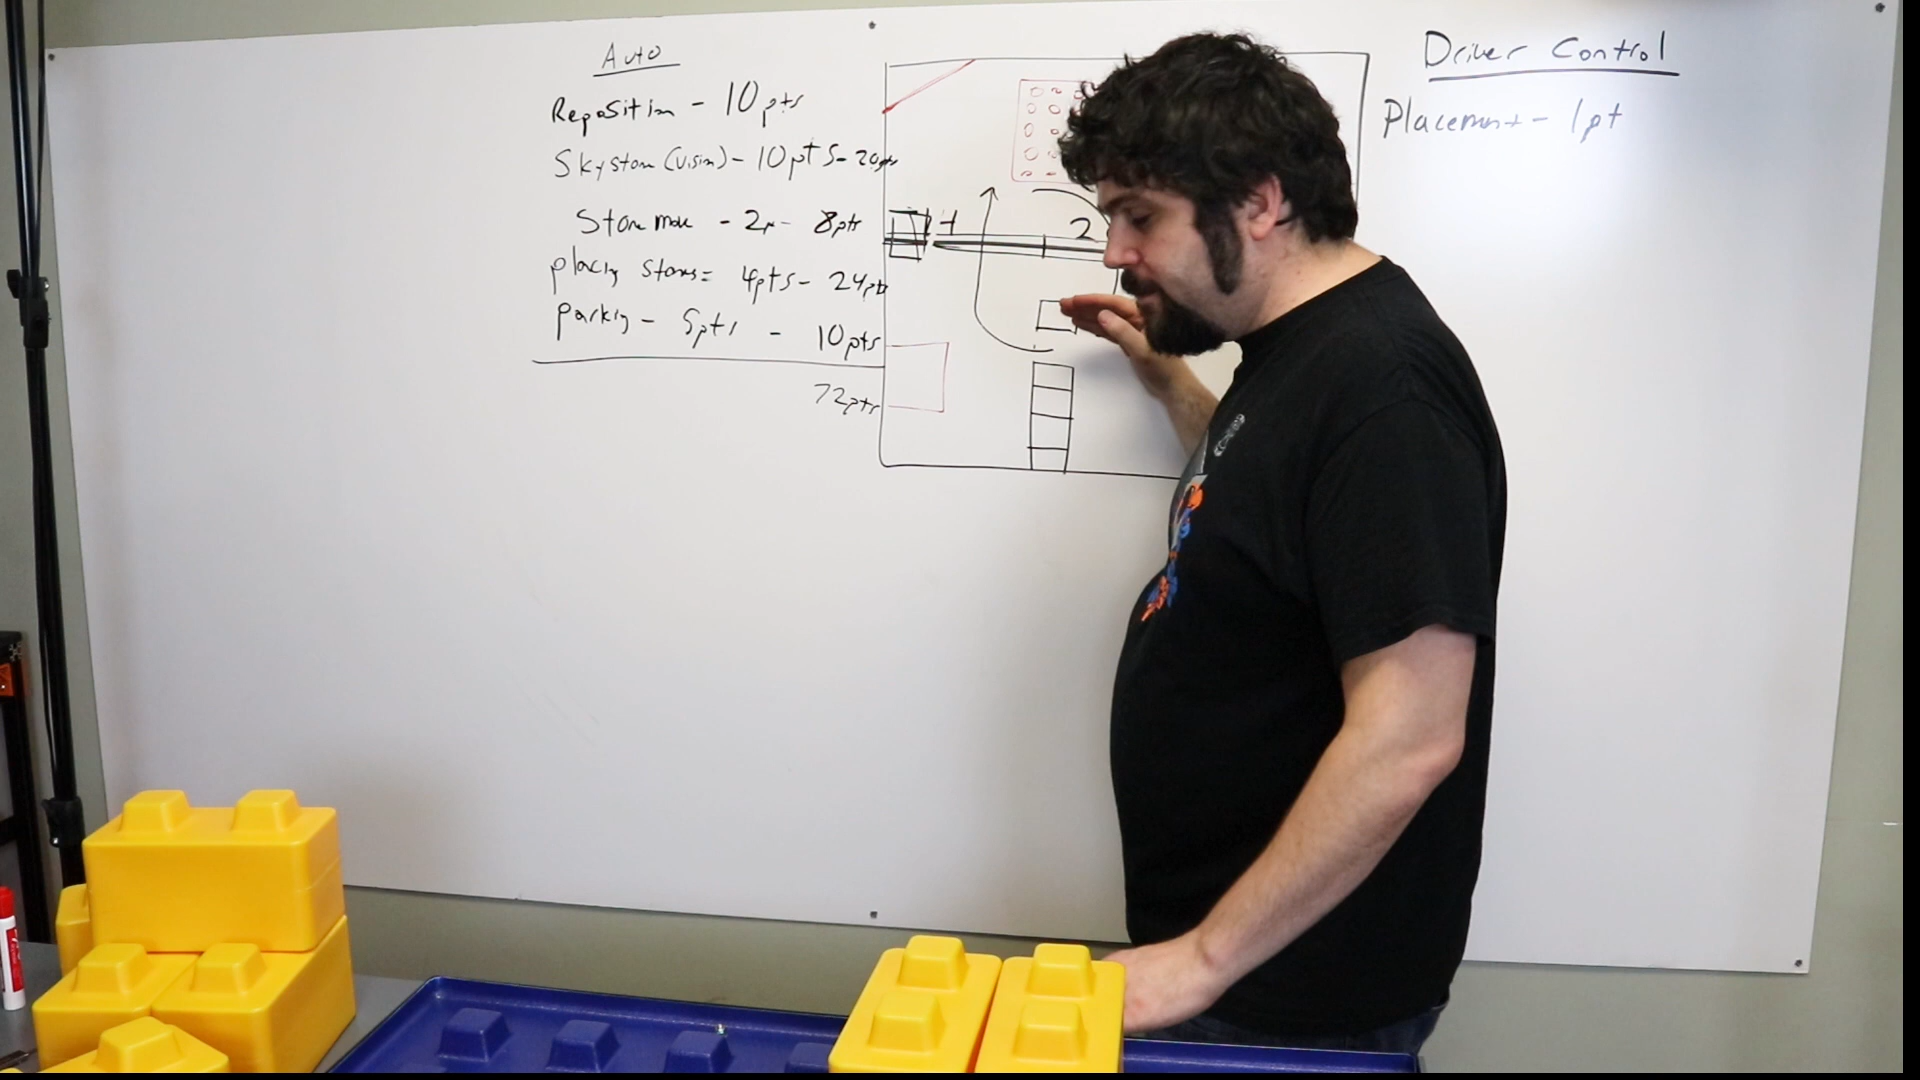 Auto
Reposition - 10pts
Skystone (Vision) - 10pts - 20pts
Stone move - 2pt - 8pts
placing stones = 4pts - 24pts
parking - 5pts - 10pts
72pts
1
2
Driver Control
Placement - 1pt